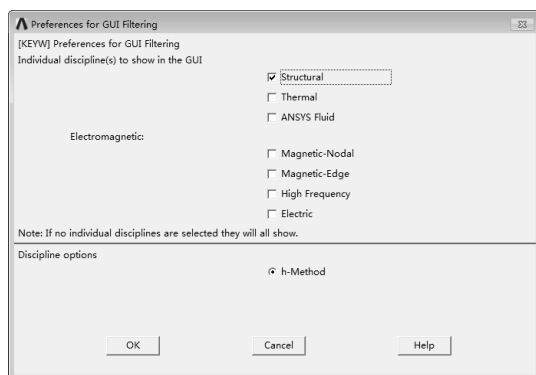 Preferences for GUI Filtering
[KEYW] Preferences for GUI Filtering
Individual discipline(s) to show in the GUI
Structural
Thermal
ANSYS Fluid
Electromagnetic:
Magnetic-Nodal
Magnetic-Edge
High Frequency
Electric
Note: If no individual disciplines are selected they will all show.
Discipline options
h-Method
OK Cancel Help